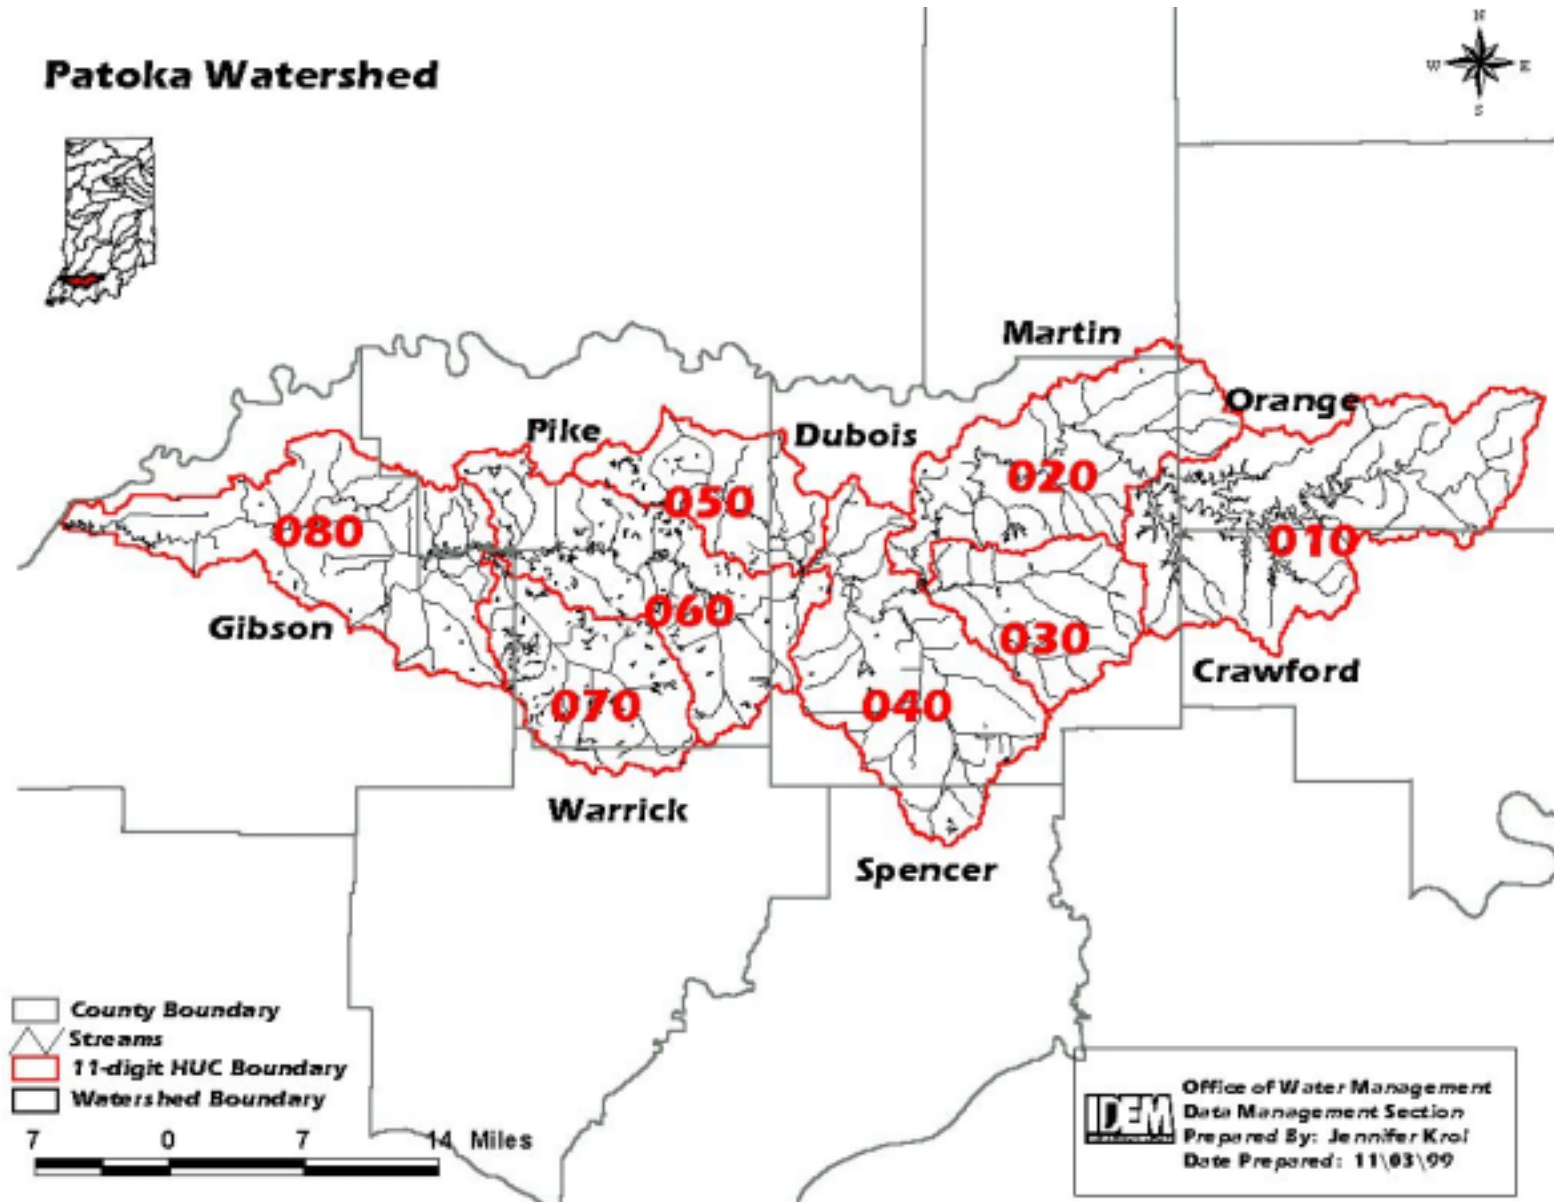 Patoka Watershed
N
W E
S
Martin
Orange
Pike
Dubois
050
020
080
010
060
030
Gibson
Crawford
070
040
Warrick
Spencer
County Boundary
Streams
11-digit HUC Boundary
Watershed Boundary
7 0 7 14 Miles
IDEM
Office of Water Management
Data Management Section
Prepared By: Jennifer Krol
Date Prepared: 11\03\99